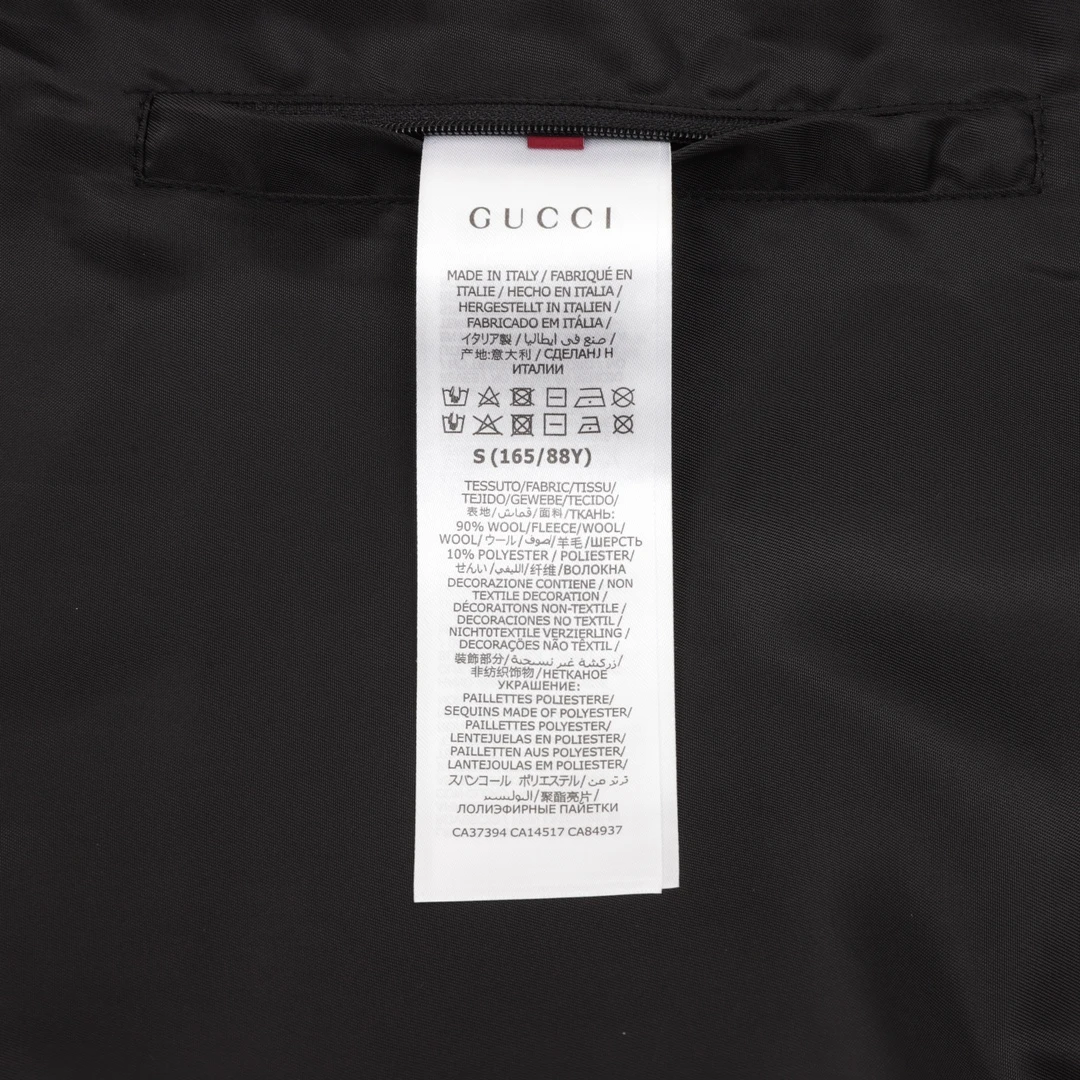 GUCCI
MADE IN ITALY / FABRIQUÉ EN
ITALIE / HECHO EN ITALIA /
HERGESTELLT IN ITALIEN /
FABRICADO EM ITÁLIA /
イタリア製 / صنع في ايطاليا /
产地:意大利 / СДЕЛАНJ Н
ИТАЛИИ
S (165/88Y)
TESSUTO/FABRIC/TISSU/
TEJIDO/GEWEBE/TECIDO/
表地/قماش/面料/ТКАНЬ:
90% WOOL/FLEECE/WOOL/
WOOL/ウール/صوف/羊毛/ШЕРСТЬ
10% POLYESTER / POLIESTER/
せんい/الليفي/纤维/ВОЛОКНА
DECORAZIONE CONTIENE / NON
TEXTILE DECORATION /
DÉCORAITONS NON-TEXTILE /
DECORACIONES NO TEXTIL /
NICHT0TEXTILE VERZIERLING /
DECORAÇÕES NÃO TÊXTIL /
装飾部分/زركشة غير نسيجية/
非纺织饰物/НЕТКАНОЕ
УКРАШЕНИЕ:
PAILLETTES POLIESTERE/
SEQUINS MADE OF POLYESTER/
PAILLETTES POLYESTER/
LENTEJUELAS EN POLIESTER/
PAILLETTEN AUS POLYESTER/
LANTEJOULAS EM POLIESTER/
スパンコール ポリエステル/ ترتر من
البوليستر/聚酯亮片/
ЛОЛИЭФИРНЫЕ ПАЙЕТКИ
CA37394 CA14517 CA84937